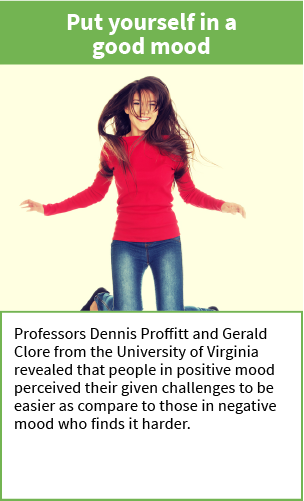 Put yourself in a
good mood
Professors Dennis Proffitt and Gerald
Clore from the University of Virginia
revealed that people in positive mood
perceived their given challenges to be
easier as compare to those in negative
mood who finds it harder.